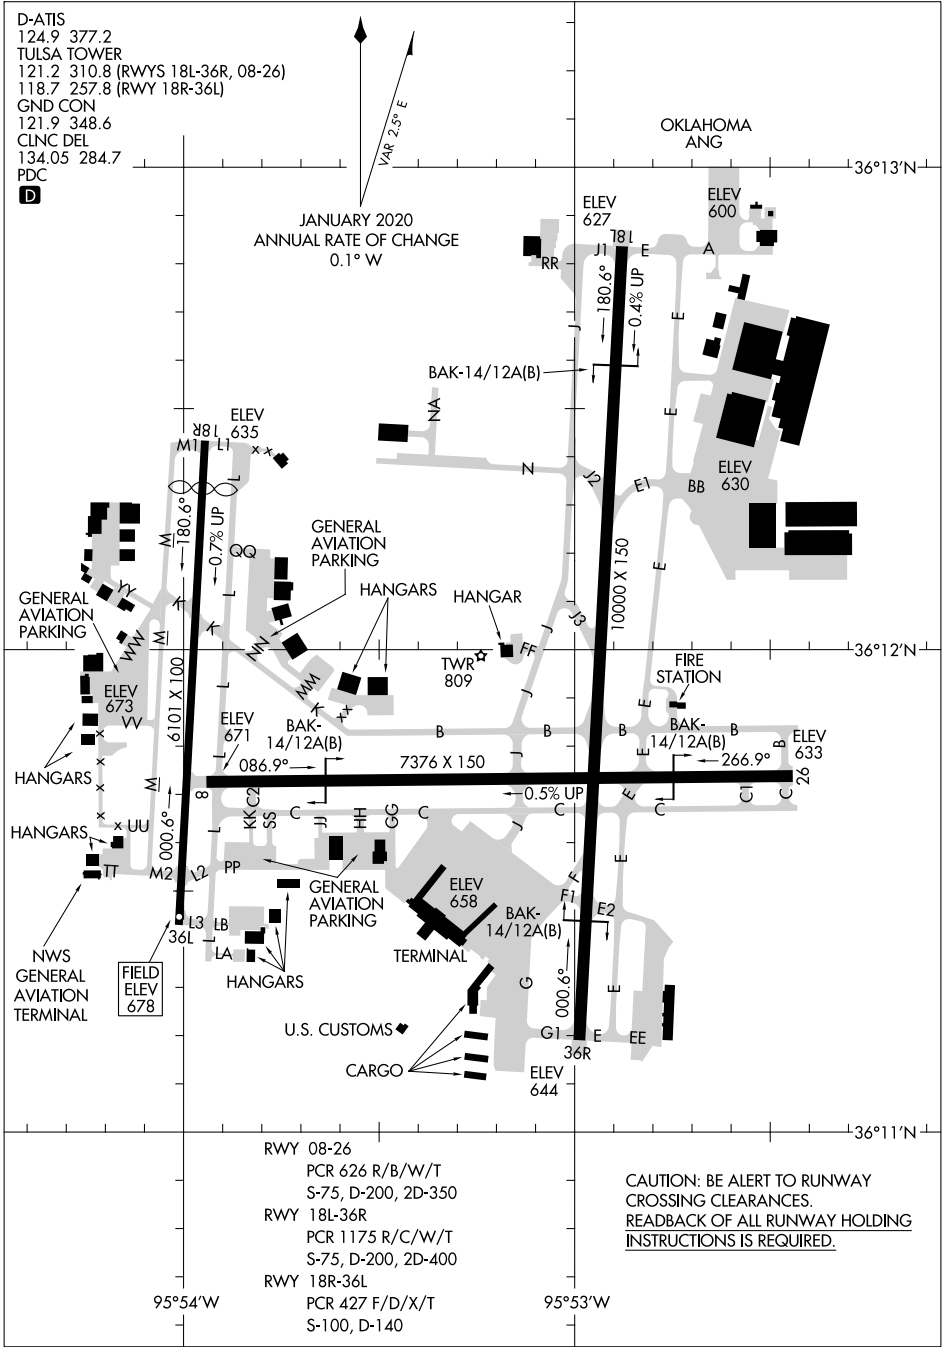 D-ATIS
124.9 377.2
TULSA TOWER
121.2 310.8 (RWYS 18L-36R, 08-26)
118.7 257.8 (RWY 18R-36L)
GND CON
121.9 348.6
CLNC DEL
134.05 284.7
PDC
D
VAR 2.5° E
JANUARY 2020
ANNUAL RATE OF CHANGE
0.1° W
OKLAHOMA
ANG
36°13'N
ELEV
627
ELEV
600
18L
J1
E
A
RR
180.6°
0.4% UP
J
E
BAK-14/12A(B)
E
NA
ELEV
635
18R
M1
L1
x x
L
N
J2
E1
BB
ELEV
630
180.6°
0.7% UP
M
QQ
GENERAL
AVIATION
PARKING
HANGARS
HANGAR
10000 X 150
E
YY
K
L
GENERAL
AVIATION
PARKING
WW
M
K
NN
J
J3
FF
36°12'N
TWR
809
FIRE
STATION
ELEV
673
6101 X 100
L
MM
J
E
VV
K
x x
ELEV
671
BAK-
14/12A(B)
B
B
B
B
B
BAK-
14/12A(B)
ELEV
633
HANGARS
x
x
x
x
x
M
L
086.9°
7376 X 150
J
E
266.9°
26
8
0.5% UP
000.6°
KK
C2
SS
C
JJ
HH
GG
C
C
E
C
C1
C
HANGARS
UU
L
J
TT
M2
L2
PP
E
F
GENERAL
AVIATION
PARKING
ELEV
658
F1
E2
BAK-
14/12A(B)
36L
L3
LB
L
LA
TERMINAL
HANGARS
NWS
GENERAL
AVIATION
TERMINAL
FIELD
ELEV
678
G
000.6°
E
U.S. CUSTOMS
G1
E
EE
36R
CARGO
ELEV
644
36°11'N
RWY 08-26
PCR 626 R/B/W/T
S-75, D-200, 2D-350
RWY 18L-36R
PCR 1175 R/C/W/T
S-75, D-200, 2D-400
RWY 18R-36L
PCR 427 F/D/X/T
S-100, D-140
CAUTION: BE ALERT TO RUNWAY
CROSSING CLEARANCES.
READBACK OF ALL RUNWAY HOLDING
INSTRUCTIONS IS REQUIRED.
95°54'W
95°53'W